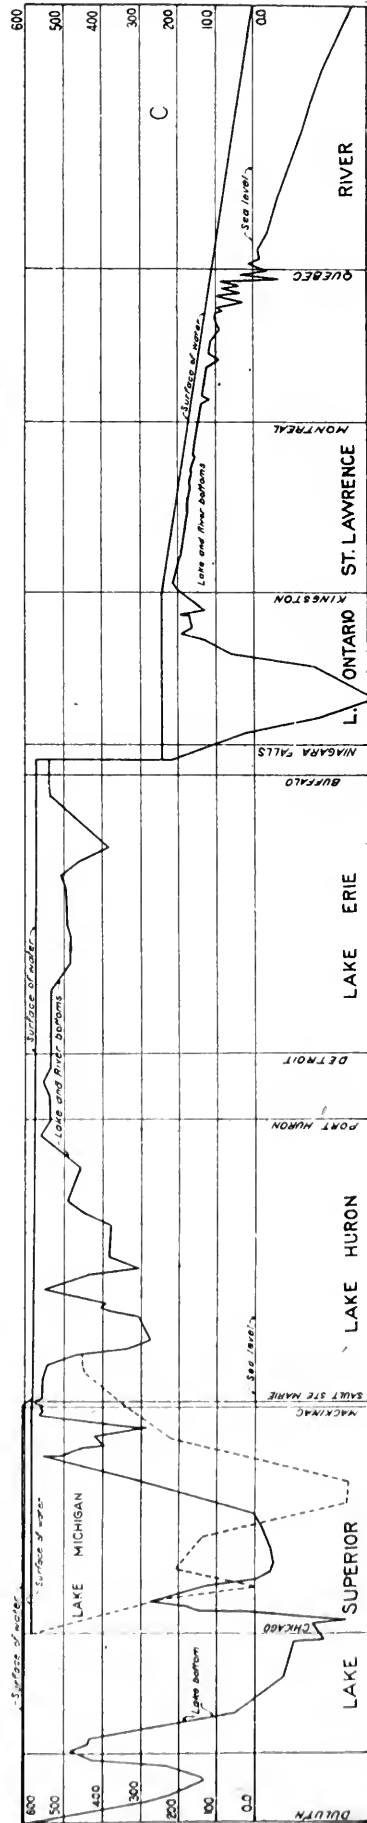 600
500
400
300
200
100
0.0
Surface of water
Surface of water
LAKE MICHIGAN
Lake bottom
CHICAGO
DULUTH
LAKE SUPERIOR
MACKINAC
SAULT STE MARIE
Sea level
LAKE HURON
PORT HURON
DETROIT
Surface of water
Lake and River bottoms
LAKE ERIE
BUFFALO
NIAGARA FALLS
L. ONTARIO
KINGSTON
Lake and River bottoms
Surface of water
ST. LAWRENCE
MONTREAL
QUEBEC
Sea level
RIVER
C
600
500
400
300
200
100
0.0